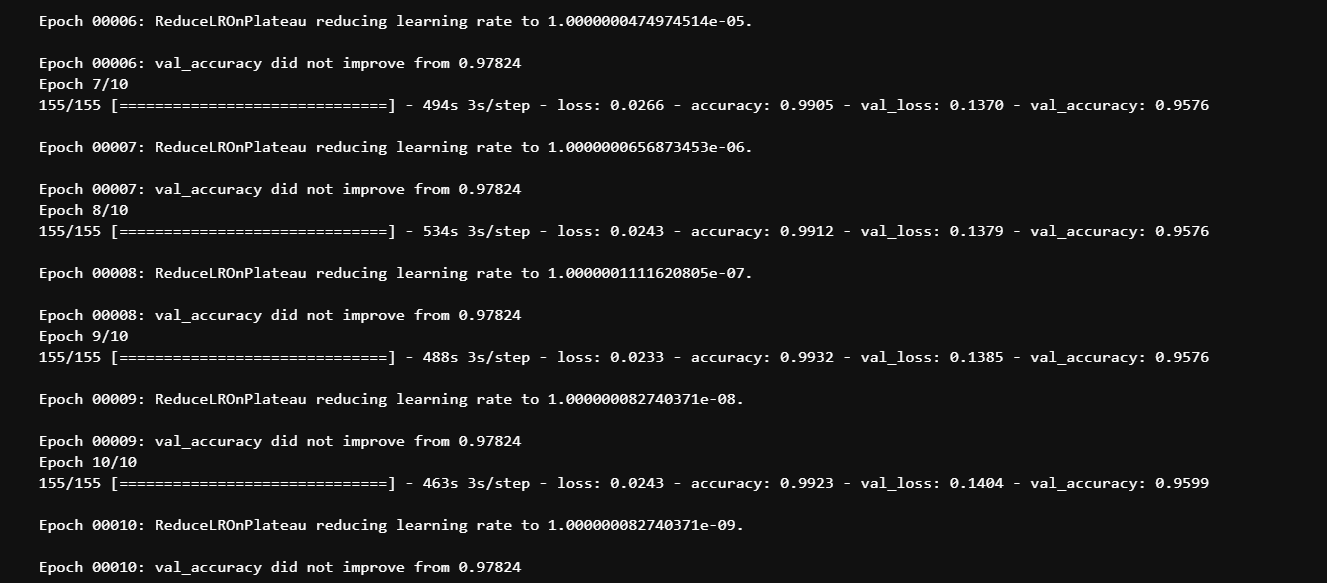 Epoch 00006: ReduceLROnPlateau reducing learning rate to 1.0000000474974514e-05.
Epoch 00006: val_accuracy did not improve from 0.97824
Epoch 7/10
155/155 [==============================] - 494s 3s/step - loss: 0.0266 - accuracy: 0.9905 - val_loss: 0.1370 - val_accuracy: 0.9576
Epoch 00007: ReduceLROnPlateau reducing learning rate to 1.0000000656873453e-06.
Epoch 00007: val_accuracy did not improve from 0.97824
Epoch 8/10
155/155 [==============================] - 534s 3s/step - loss: 0.0243 - accuracy: 0.9912 - val_loss: 0.1379 - val_accuracy: 0.9576
Epoch 00008: ReduceLROnPlateau reducing learning rate to 1.0000001111620805e-07.
Epoch 00008: val_accuracy did not improve from 0.97824
Epoch 9/10
155/155 [==============================] - 488s 3s/step - loss: 0.0233 - accuracy: 0.9932 - val_loss: 0.1385 - val_accuracy: 0.9576
Epoch 00009: ReduceLROnPlateau reducing learning rate to 1.000000082740371e-08.
Epoch 00009: val_accuracy did not improve from 0.97824
Epoch 10/10
155/155 [==============================] - 463s 3s/step - loss: 0.0243 - accuracy: 0.9923 - val_loss: 0.1404 - val_accuracy: 0.9599
Epoch 00010: ReduceLROnPlateau reducing learning rate to 1.000000082740371e-09.
Epoch 00010: val_accuracy did not improve from 0.97824